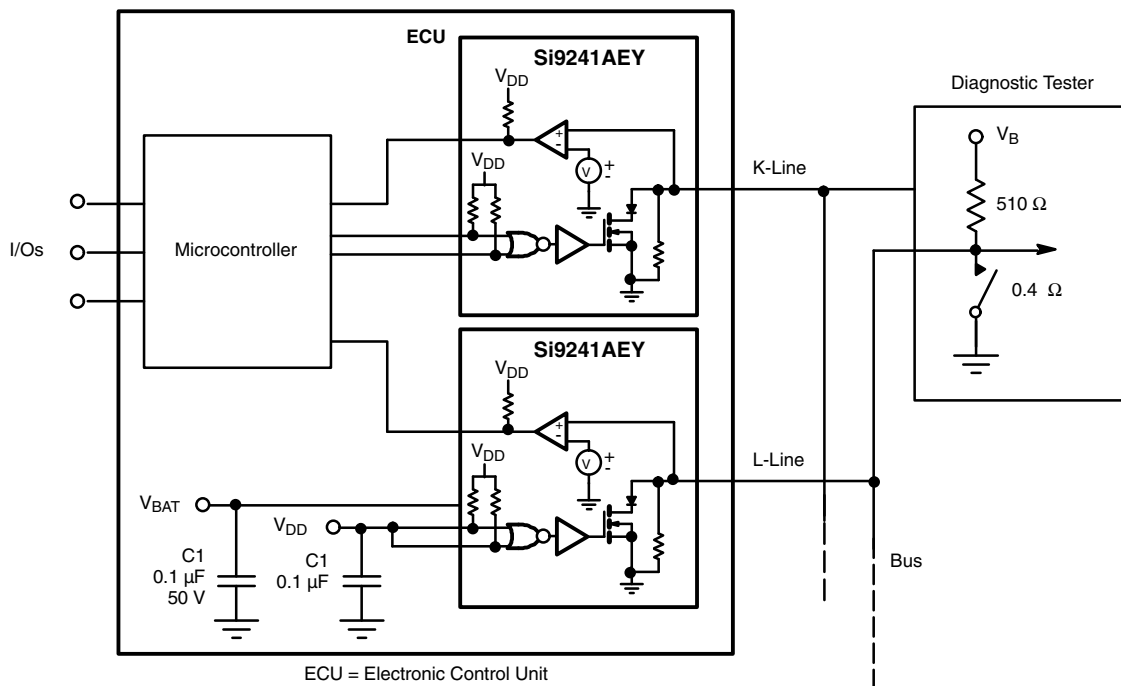 ECU
Si9241AEY
VDD
+
-
V
+
-
VDD
Microcontroller
I/Os
K-Line
Diagnostic Tester
VB
510 Ω
0.4 Ω
Si9241AEY
VDD
+
-
V
+
-
VDD
L-Line
VBAT
VDD
C1
0.1 µF
50 V
C1
0.1 µF
Bus
ECU = Electronic Control Unit